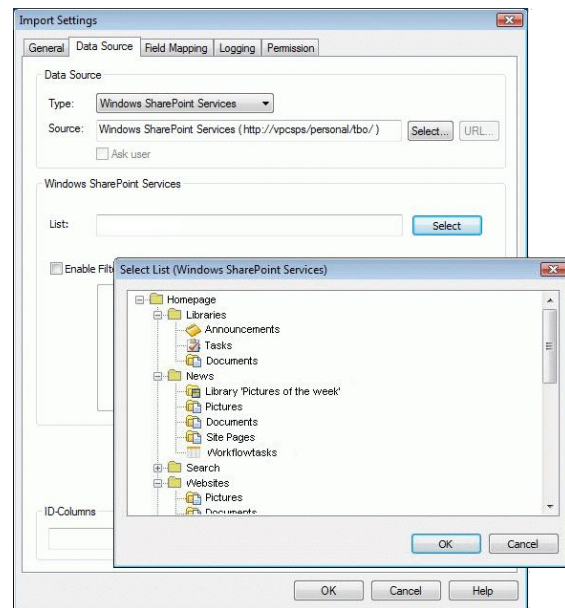 Import Settings
General Data Source Field Mapping Logging Permission
Data Source
Type: Windows SharePoint Services
Source: Windows SharePoint Services ( http://vpcsps/personal/tbo/ ) Select... URL...
Ask user
Windows SharePoint Services
List: Select
Enable Filt
Select List (Windows SharePoint Services)
Homepage
Libraries
Announcements
Tasks
Documents
News
Library 'Pictures of the week'
Pictures
Documents
Site Pages
Workflowtasks
Search
Websites
Pictures
Documents
ID-Columns
OK Cancel
OK Cancel Help